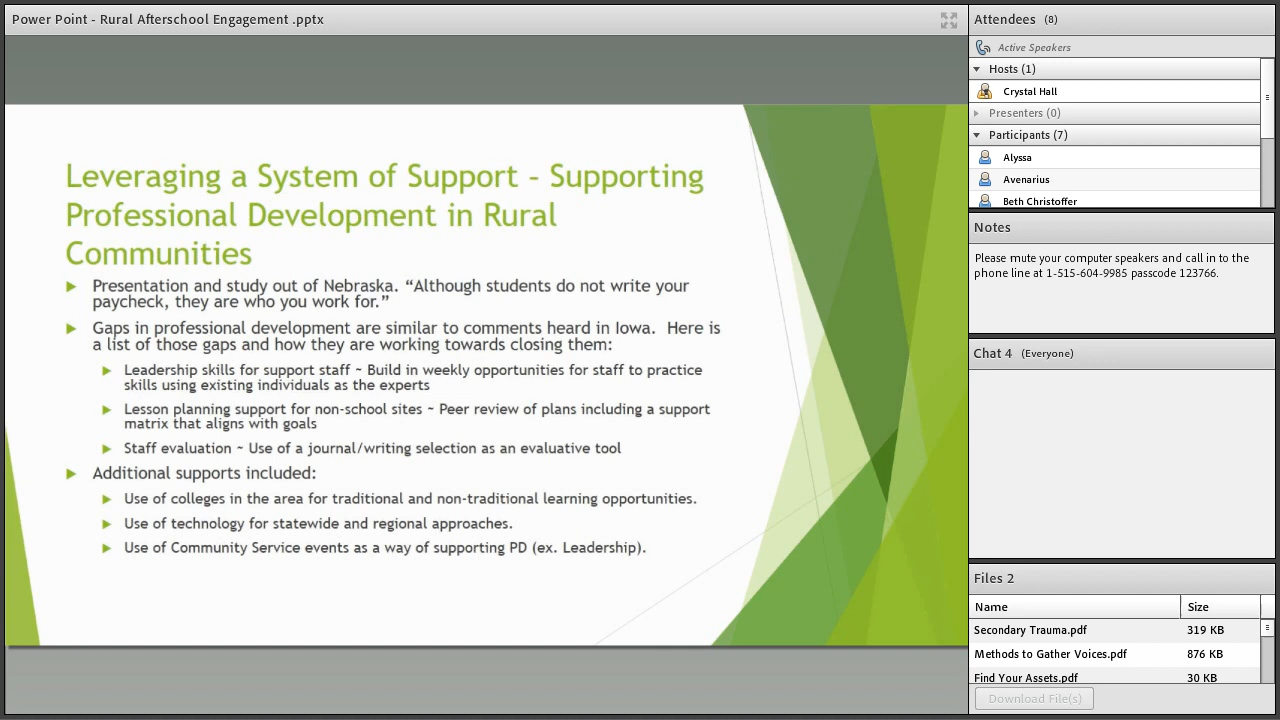 Power Point - Rural Afterschool Engagement .pptx
Leveraging a System of Support – Supporting
Professional Development in Rural
Communities
Presentation and study out of Nebraska. “Although students do not write your
paycheck, they are who you work for.”
Gaps in professional development are similar to comments heard in Iowa.  Here is
a list of those gaps and how they are working towards closing them:
Leadership skills for support staff ~ Build in weekly opportunities for staff to practice
skills using existing individuals as the experts
Lesson planning support for non-school sites ~ Peer review of plans including a support
matrix that aligns with goals
Staff evaluation ~ Use of a journal/writing selection as an evaluative tool
Additional supports included:
Use of colleges in the area for traditional and non-traditional learning opportunities.
Use of technology for statewide and regional approaches.
Use of Community Service events as a way of supporting PD (ex. Leadership).
Attendees (8)
Active Speakers
Hosts (1)
Crystal Hall
Presenters (0)
Participants (7)
Alyssa
Avenarius
Beth Christoffer
Notes
Please mute your computer speakers and call in to the
phone line at 1-515-604-9985 passcode 123766.
Chat 4 (Everyone)
Files 2
Name Size
Secondary Trauma.pdf 319 KB
Methods to Gather Voices.pdf 876 KB
Find Your Assets.pdf 30 KB
Download File(s)